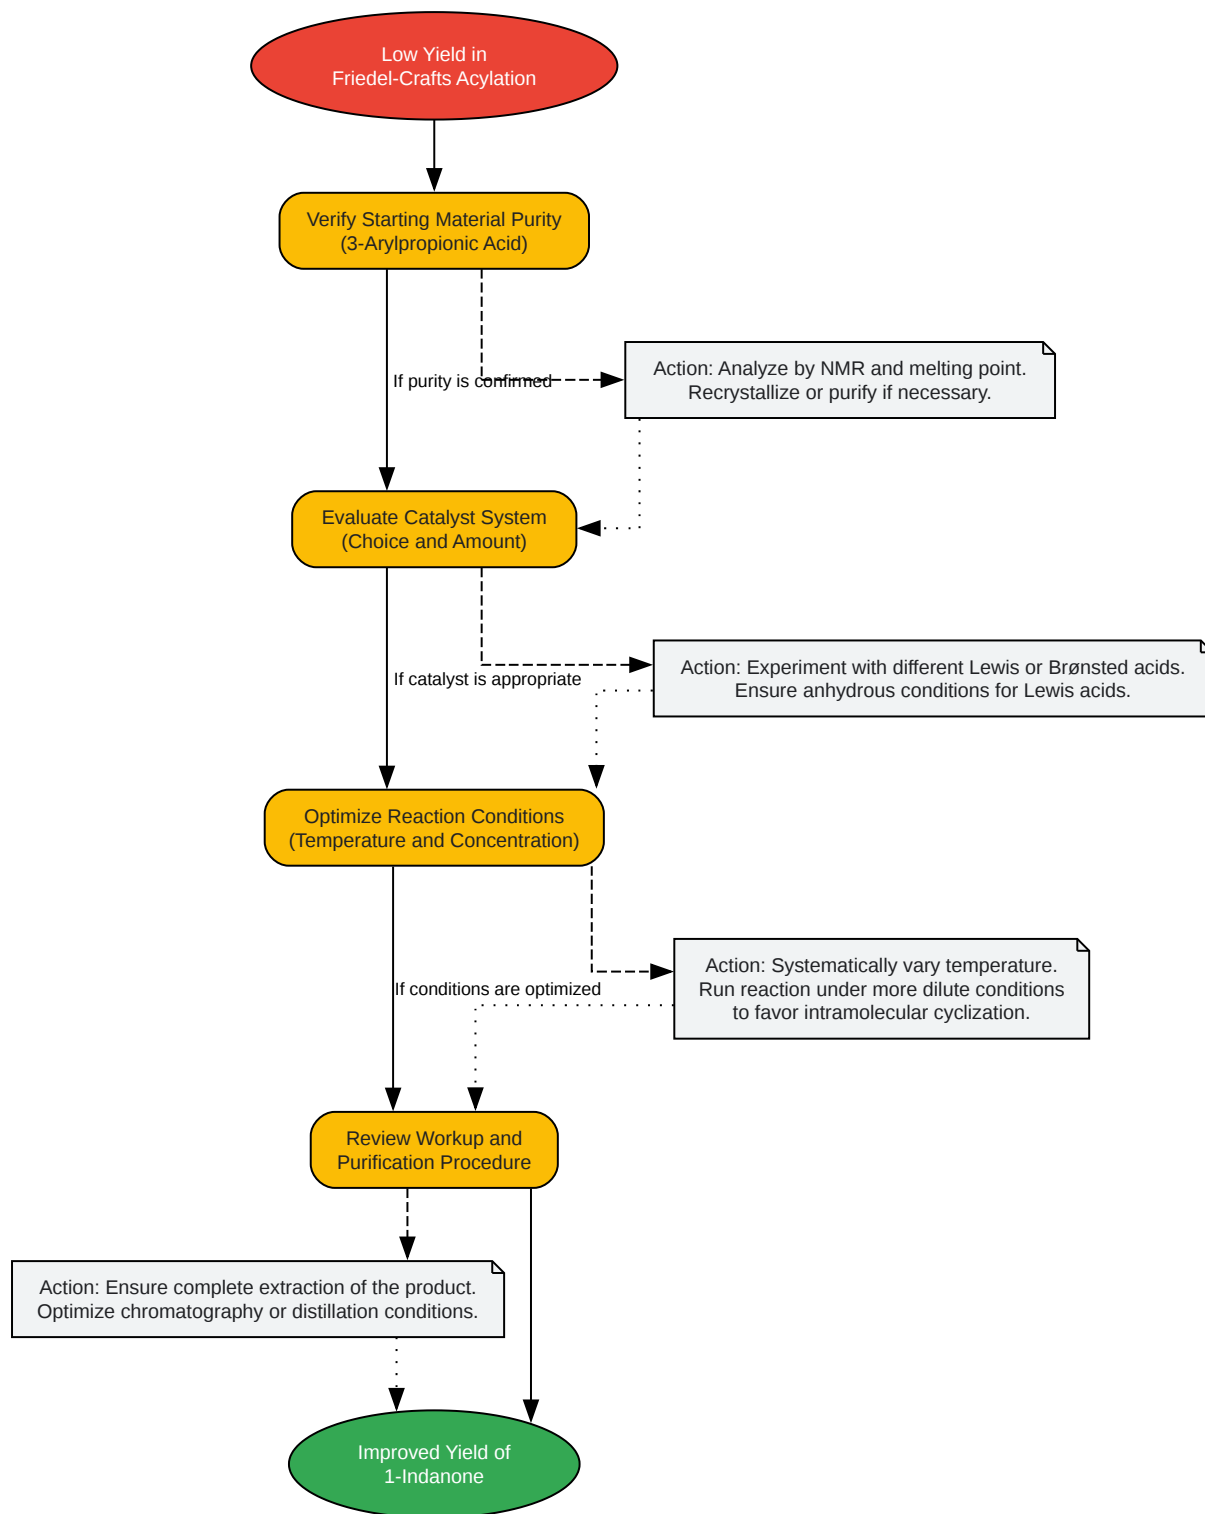 Low Yield in
Friedel-Crafts Acylation
Verify Starting Material Purity
(3-Arylpropionic Acid)
If purity is confirmed
Action: Analyze by NMR and melting point.
Recrystallize or purify if necessary.
Evaluate Catalyst System
(Choice and Amount)
If catalyst is appropriate
Action: Experiment with different Lewis or Brønsted acids.
Ensure anhydrous conditions for Lewis acids.
Optimize Reaction Conditions
(Temperature and Concentration)
If conditions are optimized
Action: Systematically vary temperature.
Run reaction under more dilute conditions
to favor intramolecular cyclization.
Review Workup and
Purification Procedure
Action: Ensure complete extraction of the product.
Optimize chromatography or distillation conditions.
Improved Yield of
1-Indanone